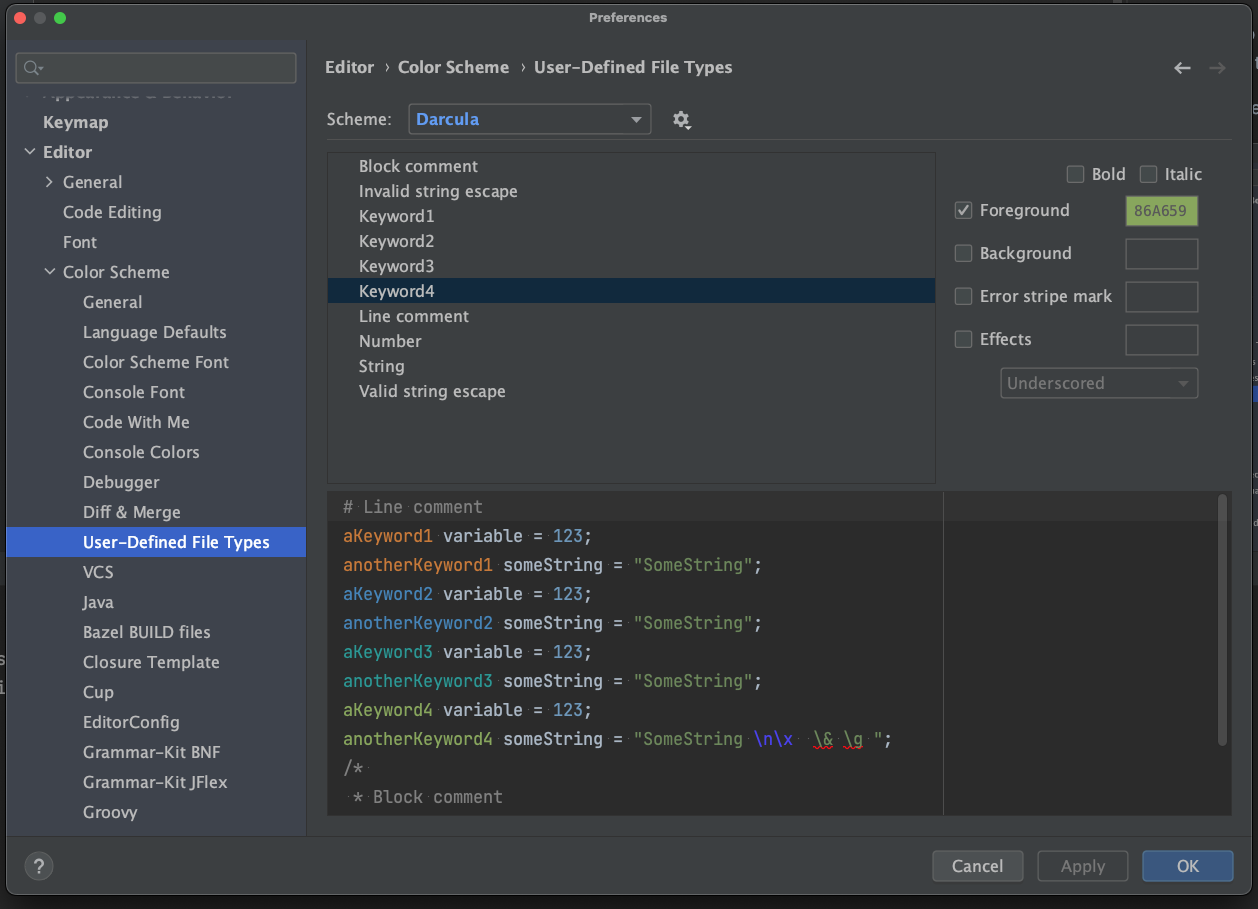 Preferences
Keymap
Editor
General
Code Editing
Font
Color Scheme
General
Language Defaults
Color Scheme Font
Console Font
Code With Me
Console Colors
Debugger
Diff & Merge
User-Defined File Types
VCS
Java
Bazel BUILD files
Closure Template
Cup
EditorConfig
Grammar-Kit BNF
Grammar-Kit JFlex
Groovy
Editor › Color Scheme › User-Defined File Types
Scheme: Darcula
Block comment
Invalid string escape
Keyword1
Keyword2
Keyword3
Keyword4
Line comment
Number
String
Valid string escape
Bold Italic
Foreground 86A659
Background
Error stripe mark
Effects
Underscored
# Line comment
aKeyword1 variable = 123;
anotherKeyword1 someString = "SomeString";
aKeyword2 variable = 123;
anotherKeyword2 someString = "SomeString";
aKeyword3 variable = 123;
anotherKeyword3 someString = "SomeString";
aKeyword4 variable = 123;
anotherKeyword4 someString = "SomeString \n\x  \& \g ";
/*
 * Block comment
?
Cancel Apply OK